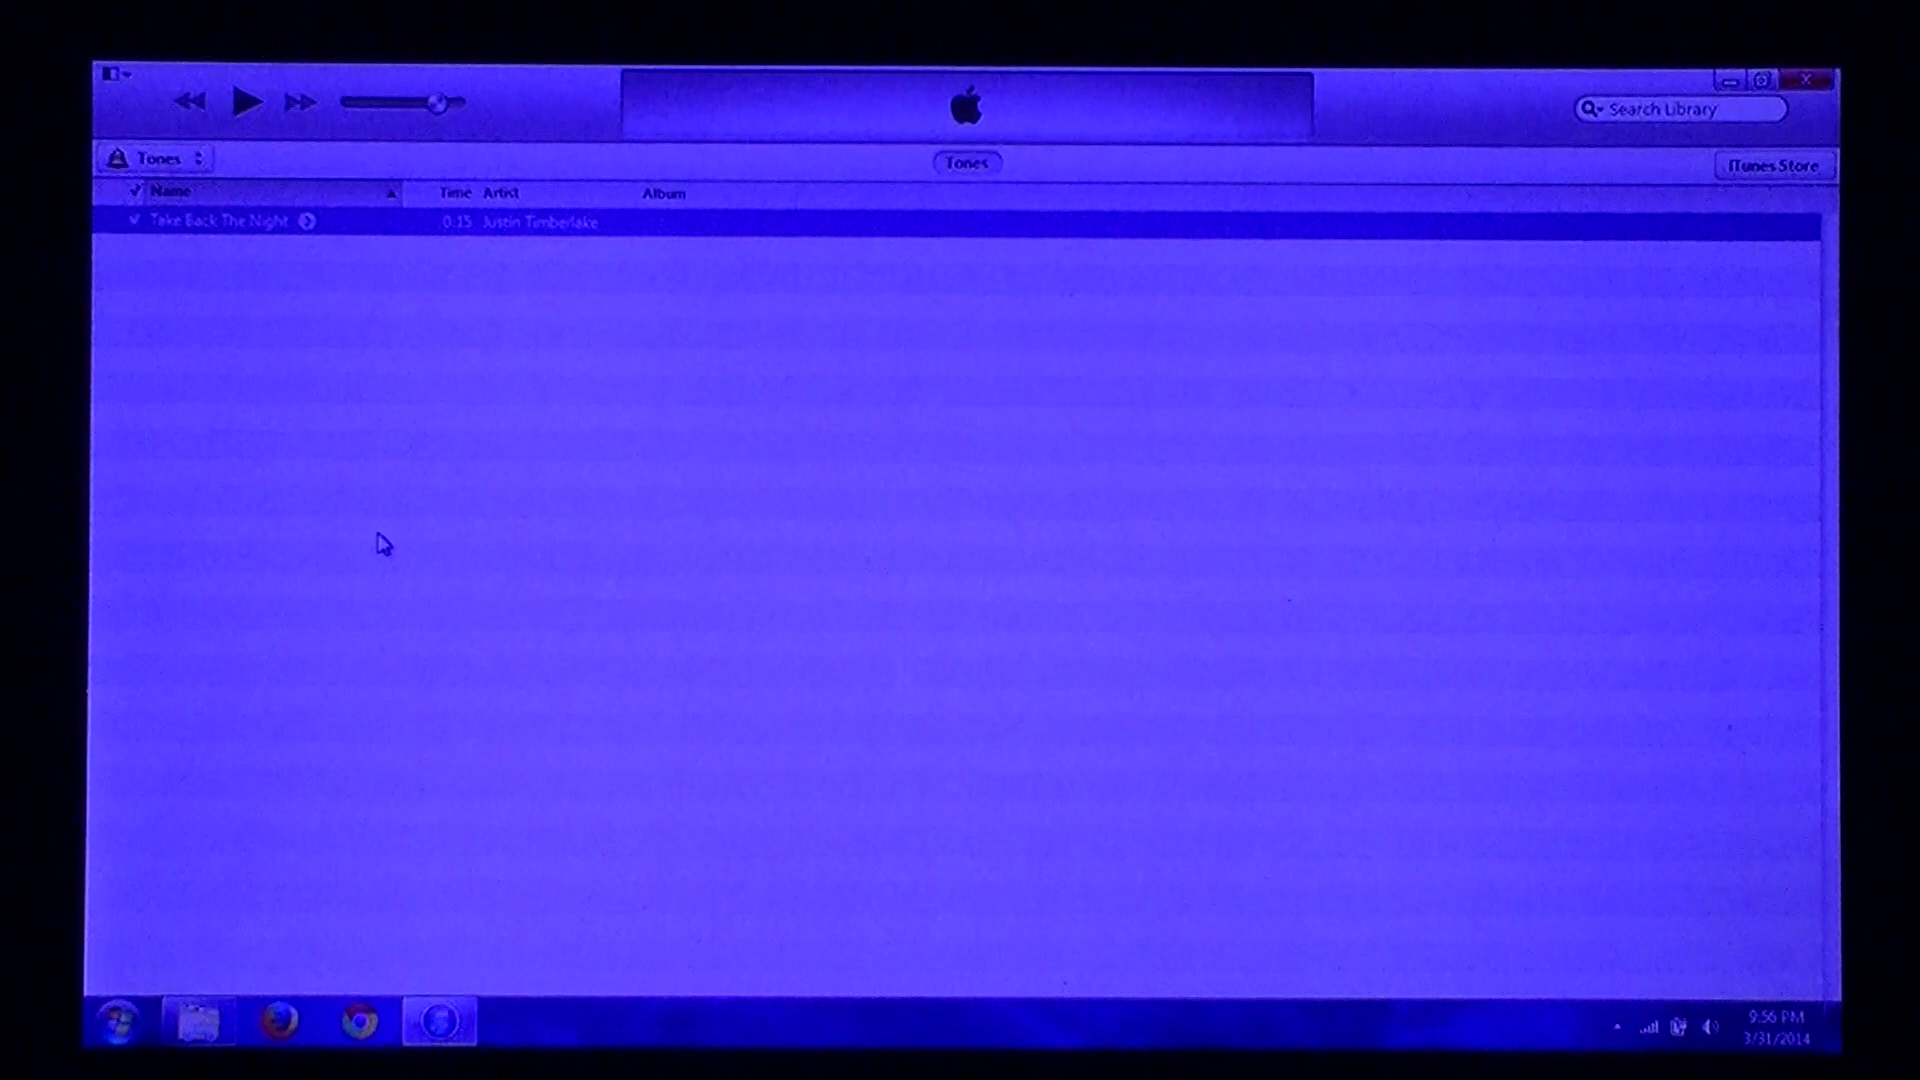 Search Library
Tones
Tones
iTunes Store
Name
Time
Artist
Album
Take Back The Night
0:15
Justin Timberlake
9:56 PM
3/31/2014